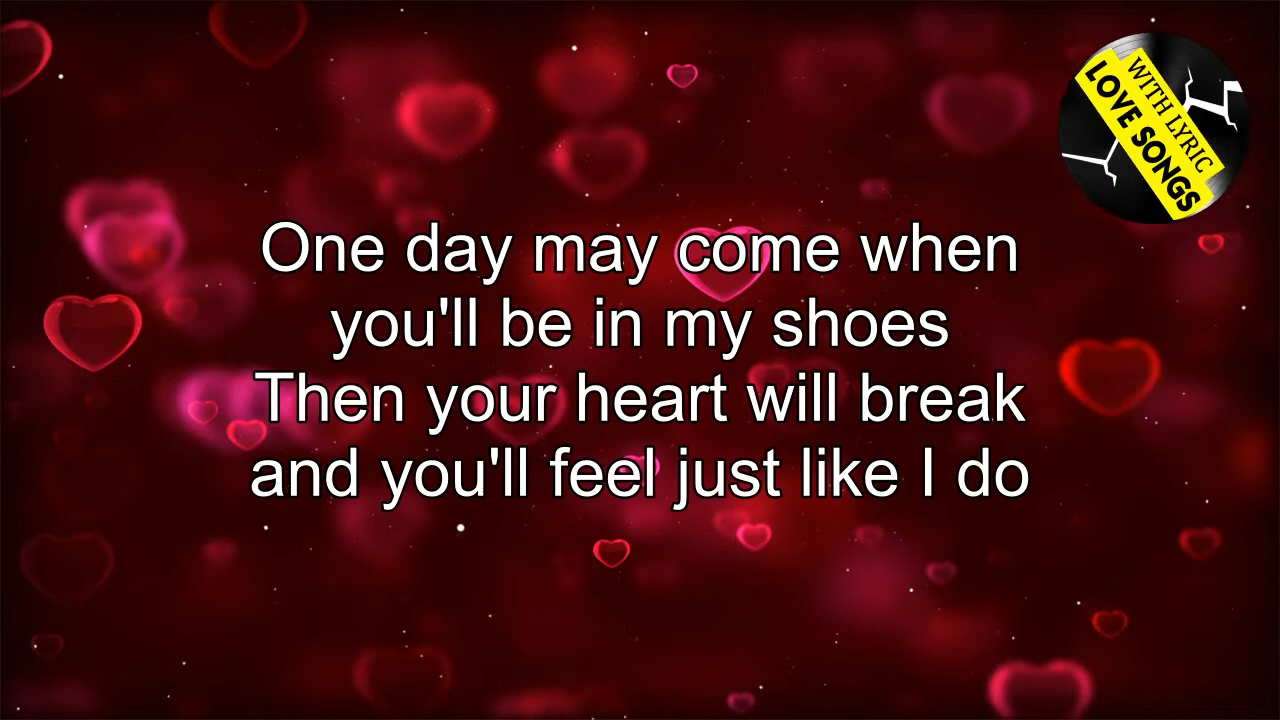 WITH LYRIC
LOVE SONGS
One day may come when
you'll be in my shoes
Then your heart will break
and you'll feel just like I do